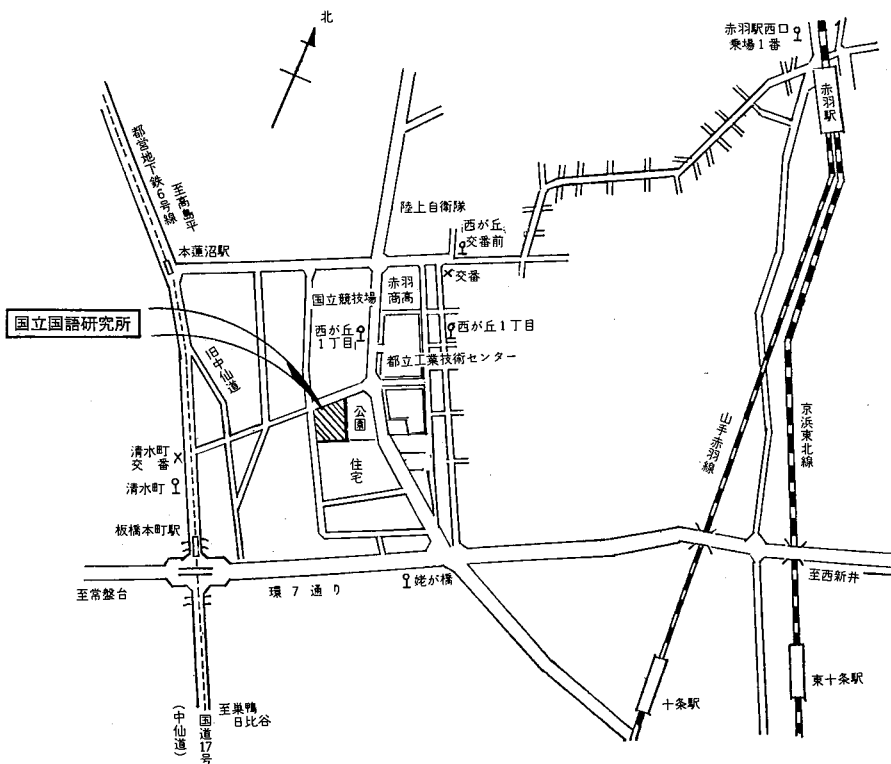 北
赤羽駅西口
乗場1番
赤羽駅
都営地下鉄6号線
至高島平
陸上自衛隊
西が丘
交番前
本蓮沼駅
交番
国立競技場
赤羽
商高
国立国語研究所
西が丘
1丁目
西が丘1丁目
都立工業技術センター
旧中仙道
公園
山手赤羽線
京浜東北線
清水町
交番
住宅
清水町
板橋本町駅
至常盤台
環7通り
姥が橋
至西新井
至巣鴨
日比谷
国道17号
(中仙道)
十条駅
東十条駅